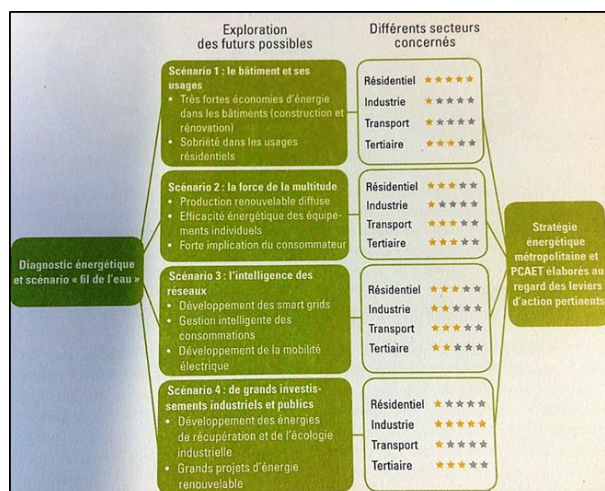 Exploration
des futurs possibles
Différents secteurs
concernés
Diagnostic énergétique
et scénario « fil de l'eau »
Scénario 1 : le bâtiment et ses
usages
• Très fortes économies d'énergie
dans les bâtiments (construction et
rénovation)
• Sobriété dans les usages
résidentiels
Résidentiel
Industrie
Transport
Tertiaire
Scénario 2 : la force de la multitude
• Production renouvelable diffuse
• Efficacité énergétique des équipe-
ments individuels
• Forte implication du consommateur
Résidentiel
Industrie
Transport
Tertiaire
Scénario 3 : l'intelligence des
réseaux
• Développement des smart grids
• Gestion intelligente des
consommations
• Développement de la mobilité
électrique
Résidentiel
Industrie
Transport
Tertiaire
Scénario 4 : de grands investis-
sements industriels et publics
• Développement des énergies
de récupération et de l'écologie
industrielle
• Grands projets d'énergie
renouvelable
Résidentiel
Industrie
Transport
Tertiaire
Stratégie
énergétique
métropolitaine et
PCAET élaborés au
regard des leviers
d'action pertinents